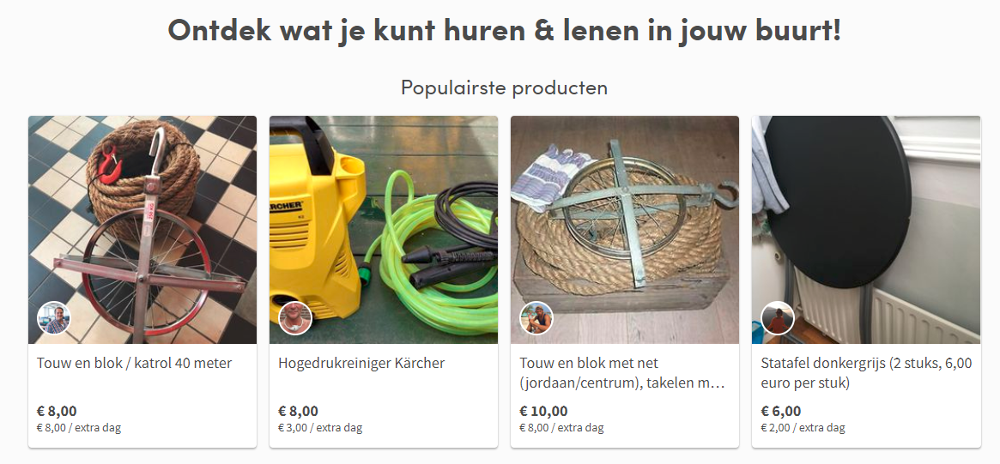 Ontdek wat je kunt huren & lenen in jouw buurt!
Populairste producten
KARCHER
Touw en blok / katrol 40 meter
€ 8,00
€ 8,00 / extra dag
Hogedrukreiniger Kärcher
€ 8,00
€ 3,00 / extra dag
Touw en blok met net
(jordaan/centrum), takelen m…
€ 10,00
€ 8,00 / extra dag
Statafel donkergrijs (2 stuks, 6,00
euro per stuk)
€ 6,00
€ 2,00 / extra dag